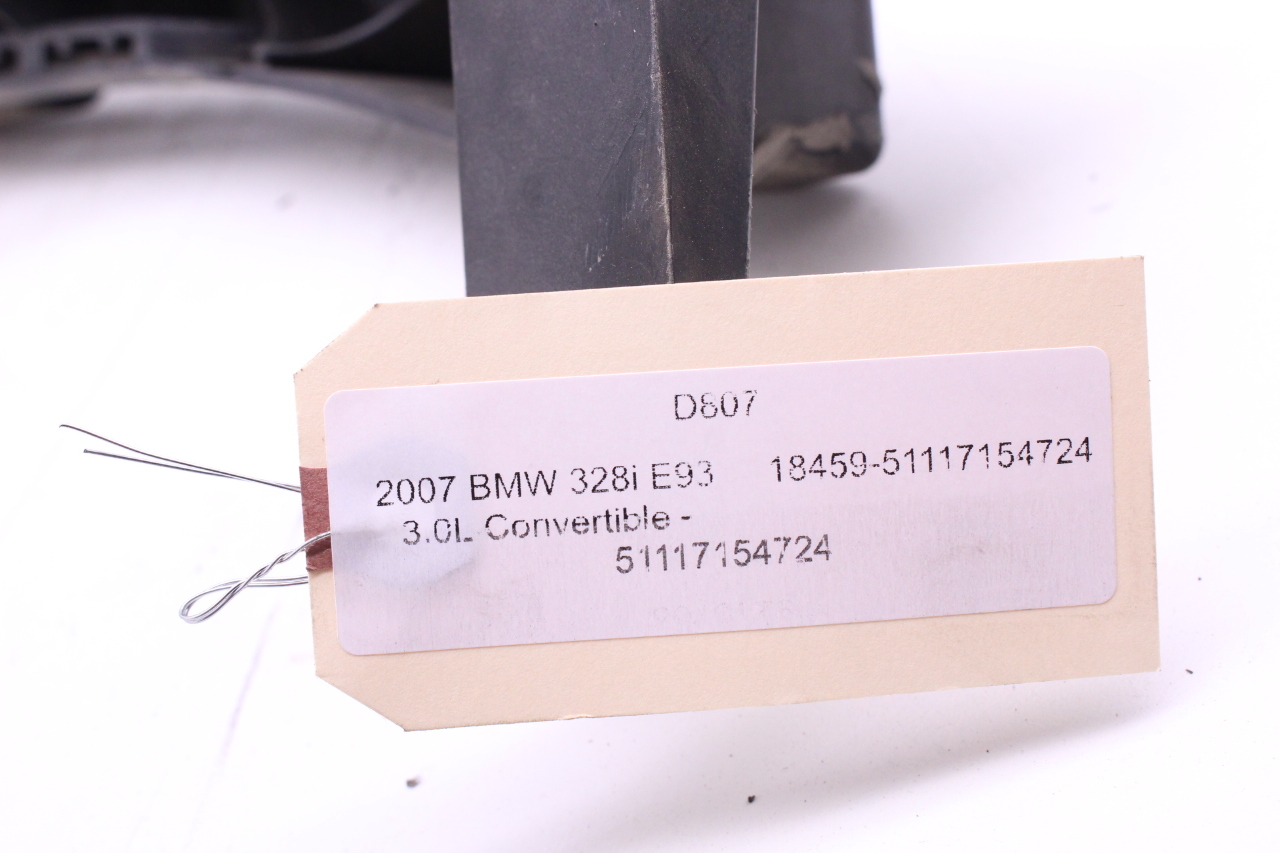 D807
2007 BMW 328i E93 18459-51117154724
3.0L Convertible -
51117154724